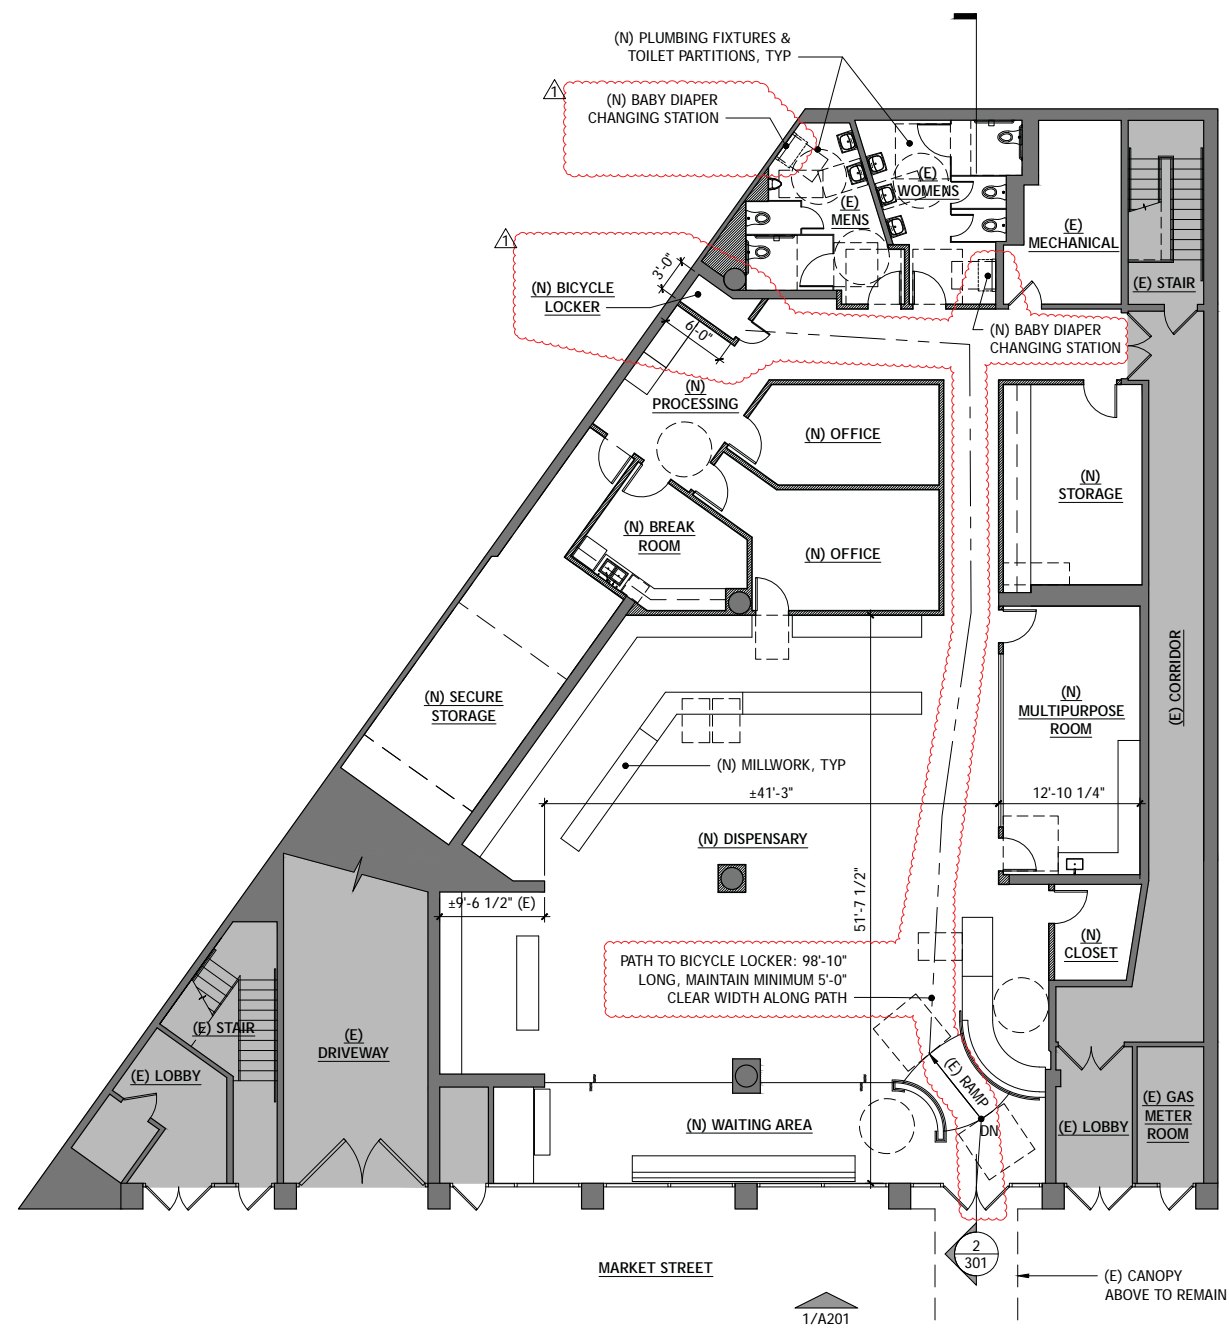 (N) PLUMBING FIXTURES &
TOILET PARTITIONS, TYP
1
(N) BABY DIAPER
CHANGING STATION
(E)
WOMENS
(E)
MENS
(E)
MECHANICAL
(E) STAIR
1
3'-0"
(N) BICYCLE
LOCKER
6'-0"
(N) BABY DIAPER
CHANGING STATION
(N)
PROCESSING
(N) OFFICE
(N)
STORAGE
(N) BREAK
ROOM
(N) OFFICE
(E) CORRIDOR
(N) SECURE
STORAGE
(N)
MULTIPURPOSE
ROOM
(N) MILLWORK, TYP
±41'-3"
12'-10 1/4"
(N) DISPENSARY
51'-7 1/2"
±9'-6 1/2" (E)
(N)
CLOSET
PATH TO BICYCLE LOCKER: 98'-10"
LONG, MAINTAIN MINIMUM 5'-0"
CLEAR WIDTH ALONG PATH
(E) STAIR
(E)
DRIVEWAY
(E) LOBBY
(E) RAMP
DN
(N) WAITING AREA
(E) LOBBY
(E) GAS
METER
ROOM
2
301
MARKET STREET
(E) CANOPY
ABOVE TO REMAIN
1/A201